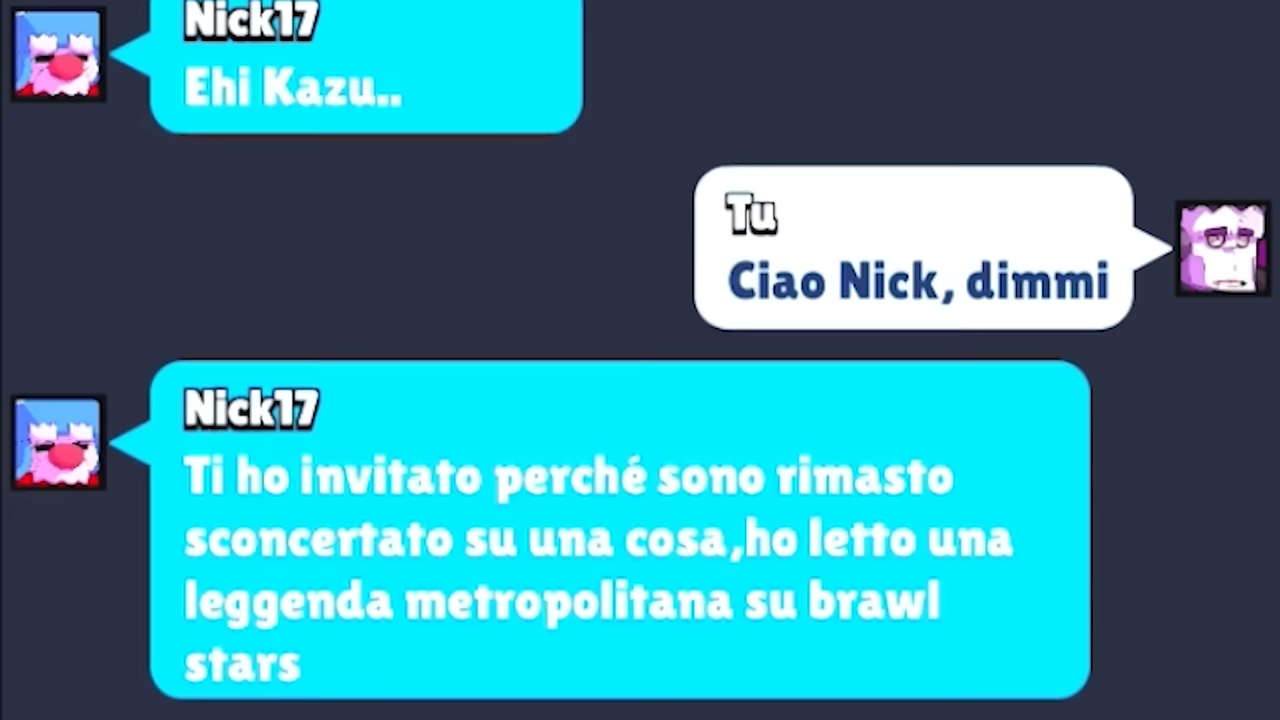 Nick17
Ehi Kazu..
Tu
Ciao Nick, dimmi
Nick17
Ti ho invitato perché sono rimasto
sconcertato su una cosa,ho letto una
leggenda metropolitana su brawl
stars